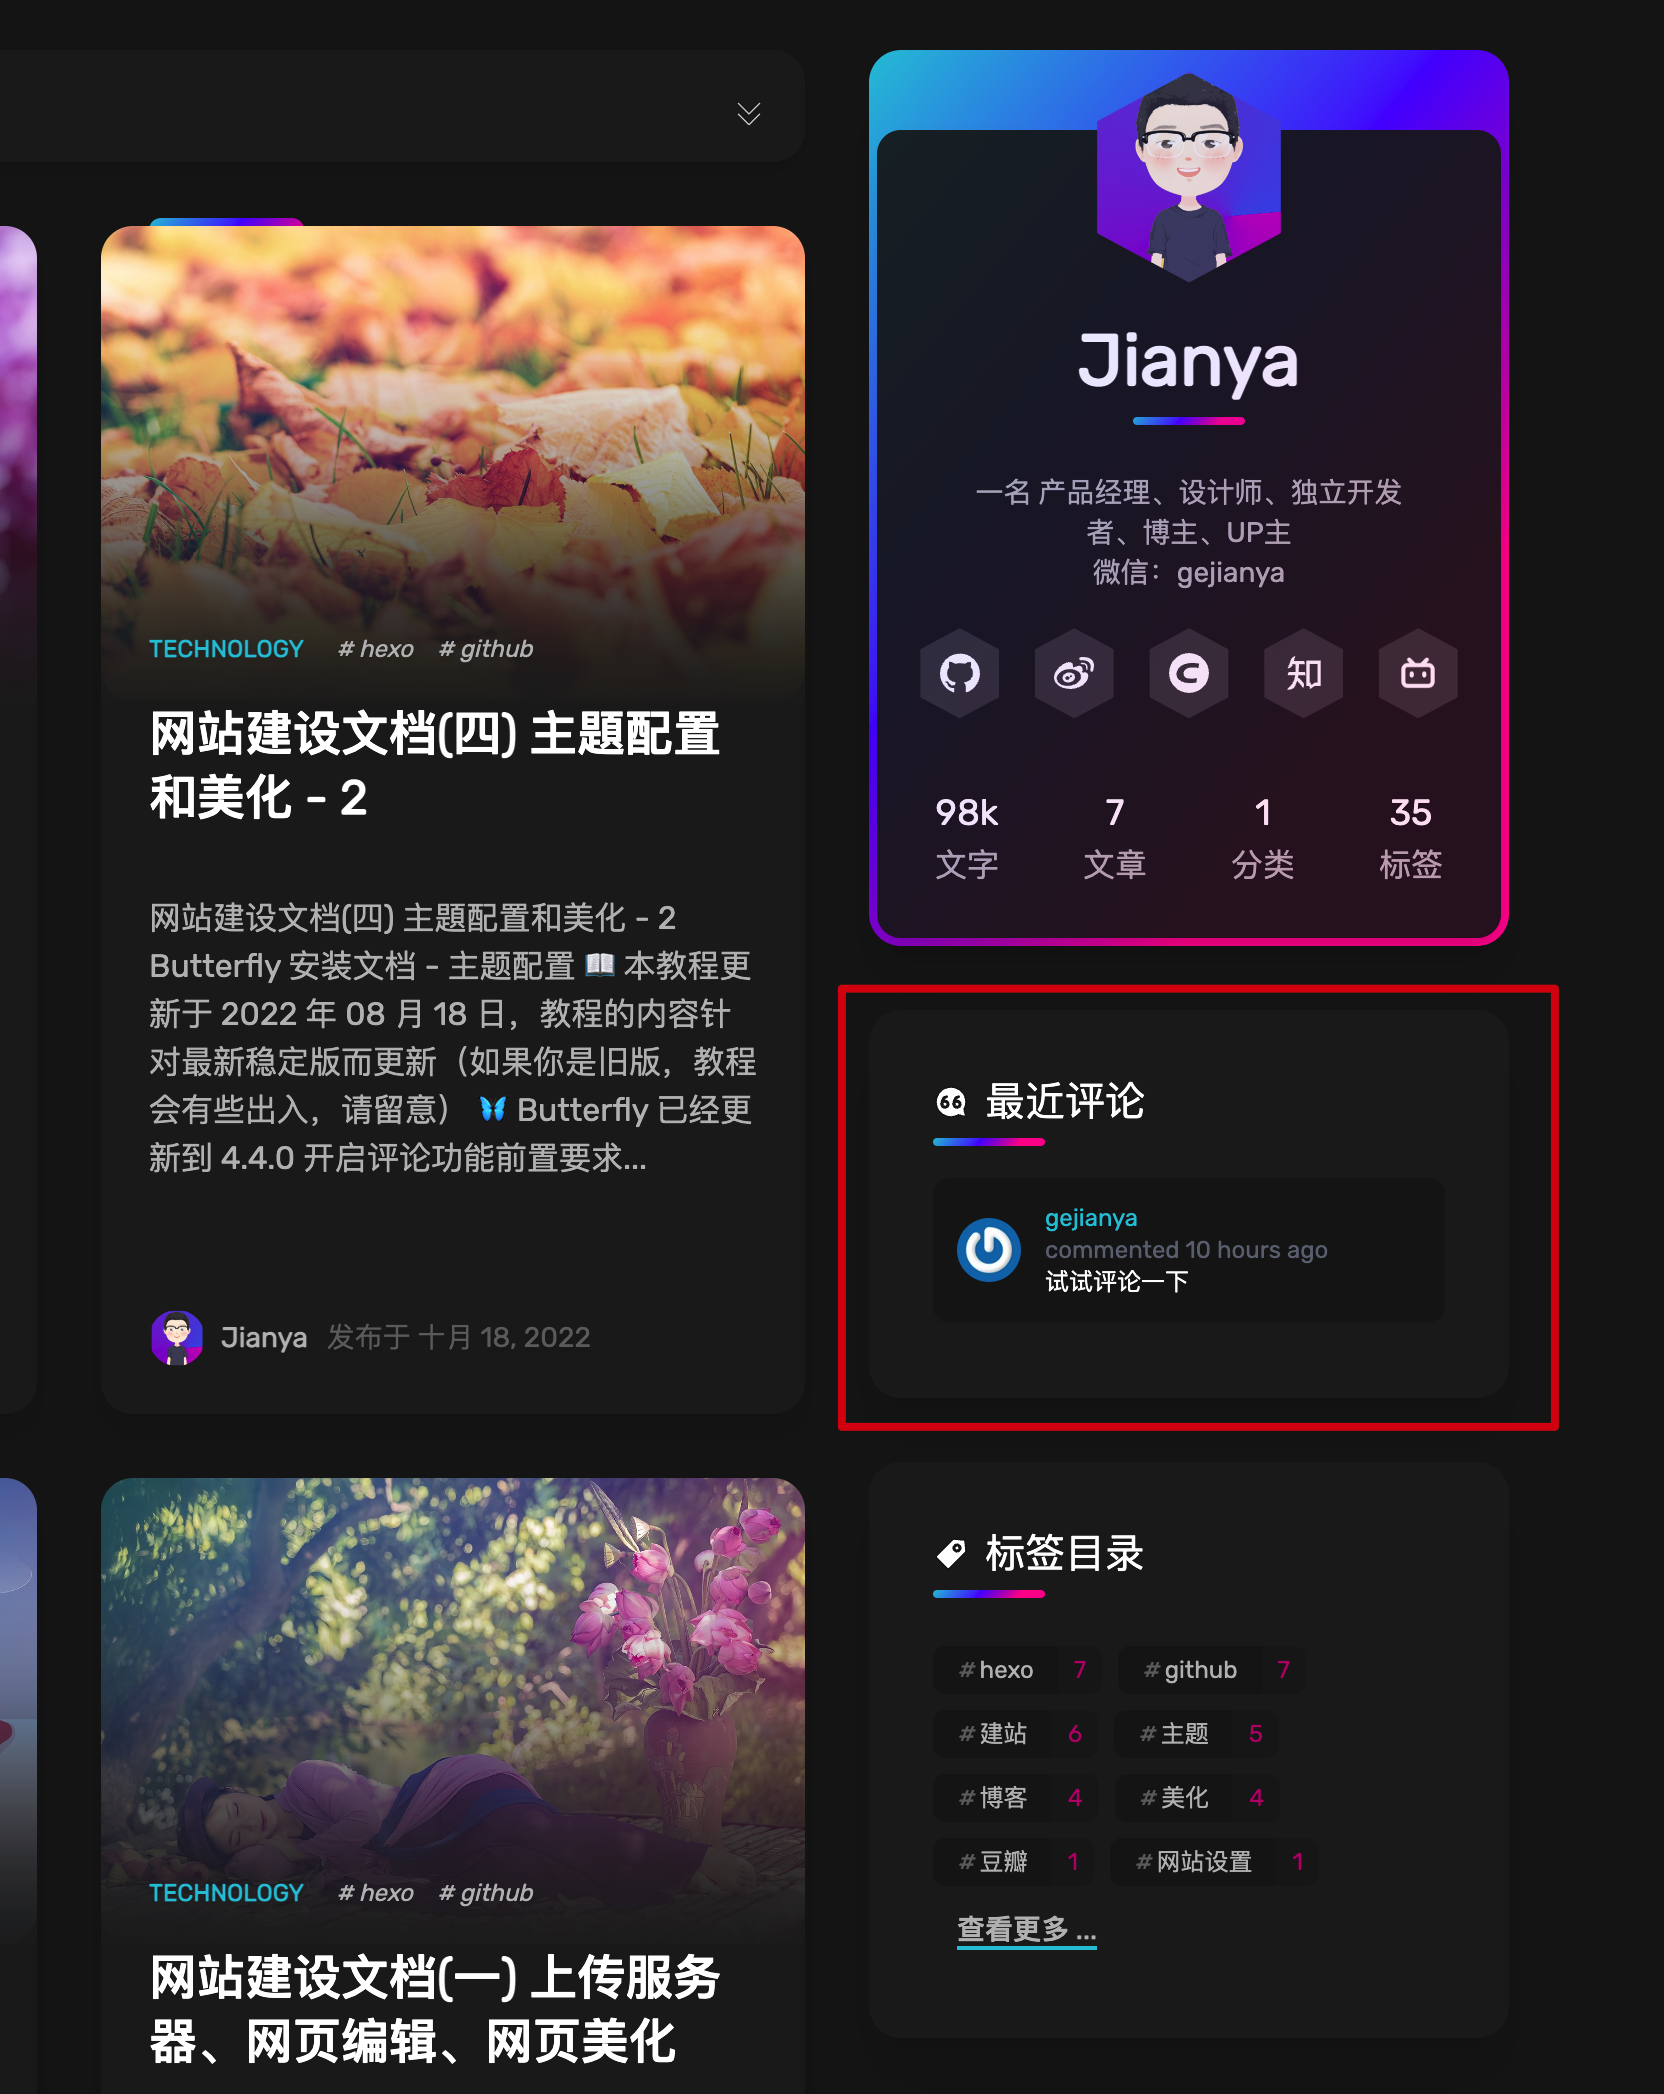 TECHNOLOGY # hexo # github
网站建设文档(四) 主題配置
和美化 - 2
网站建设文档(四) 主題配置和美化 - 2
Butterfly 安装文档 - 主题配置 📖 本教程更
新于 2022 年 08 月 18 日，教程的内容针
对最新稳定版而更新（如果你是旧版，教程
会有些出入，请留意） 🦋 Butterfly 已经更
新到 4.4.0 开启评论功能前置要求...
Jianya 发布于 十月 18, 2022
TECHNOLOGY # hexo # github
网站建设文档(一) 上传服务
器、网页编辑、网页美化
Jianya
一名 产品经理、设计师、独立开发
者、博主、UP主
微信：gejianya
知
98k 7 1 35
文字 文章 分类 标签
最近评论
gejianya
commented 10 hours ago
试试评论一下
标签目录
# hexo 7 # github 7
# 建站 6 # 主题 5
# 博客 4 # 美化 4
# 豆瓣 1 # 网站设置 1
查看更多 ...